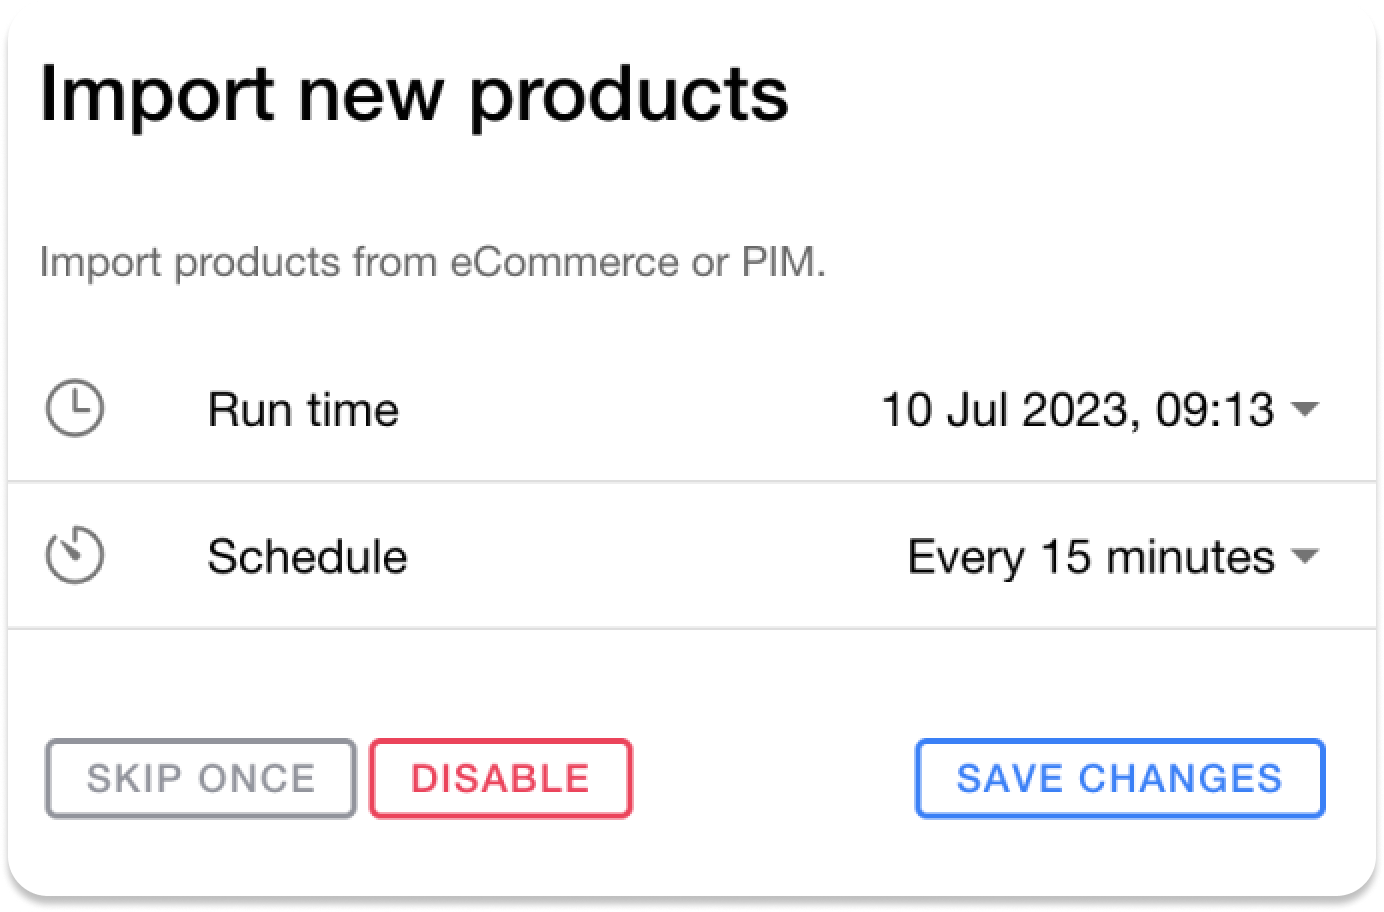 Import new products
Import products from eCommerce or PIM.
Run time 10 Jul 2023, 09:13
Schedule Every 15 minutes
SKIP ONCE DISABLE SAVE CHANGES